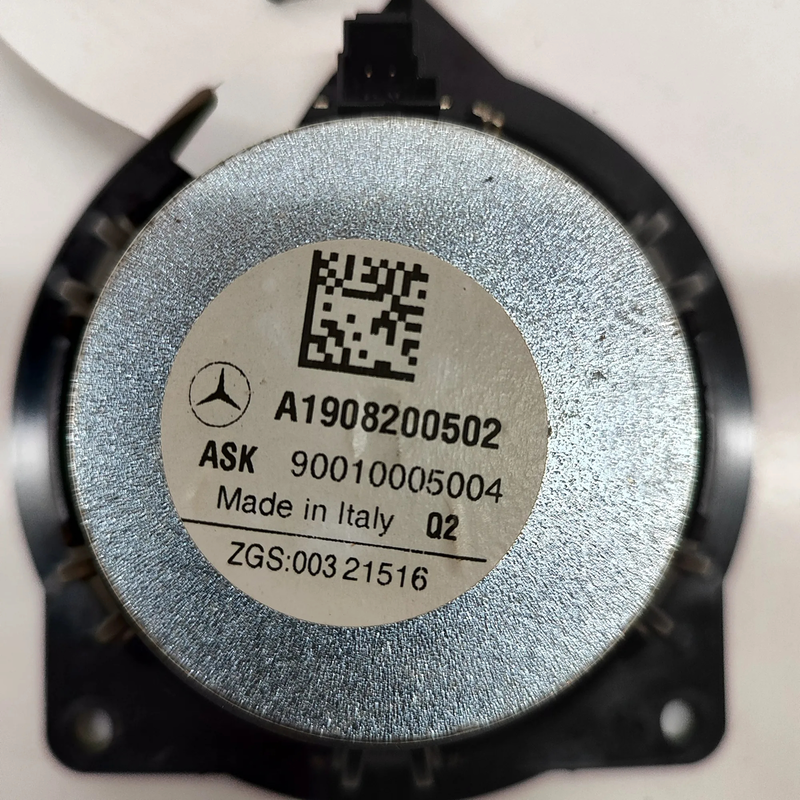 A1908200502
ASK 90010005004
Made in Italy Q2
ZGS:003 21516